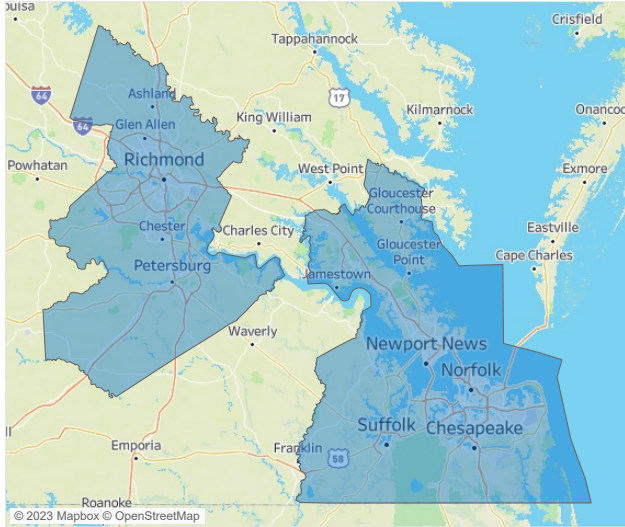 ouisa
Crisfield
Tappahannock
64
17
Ashland
Kilmarnock
Onancoc
64
Glen Allen
King William
Richmond
Powhatan
West Point
Exmore
Gloucester
Courthouse
Chester
Charles City
Eastville
Gloucester
Point
Cape Charles
Petersburg
Jamestown
Waverly
Newport News
Norfolk
Suffolk
Chesapeake
Emporia
Franklin
58
Roanoke
© 2023 Mapbox © OpenStreetMap